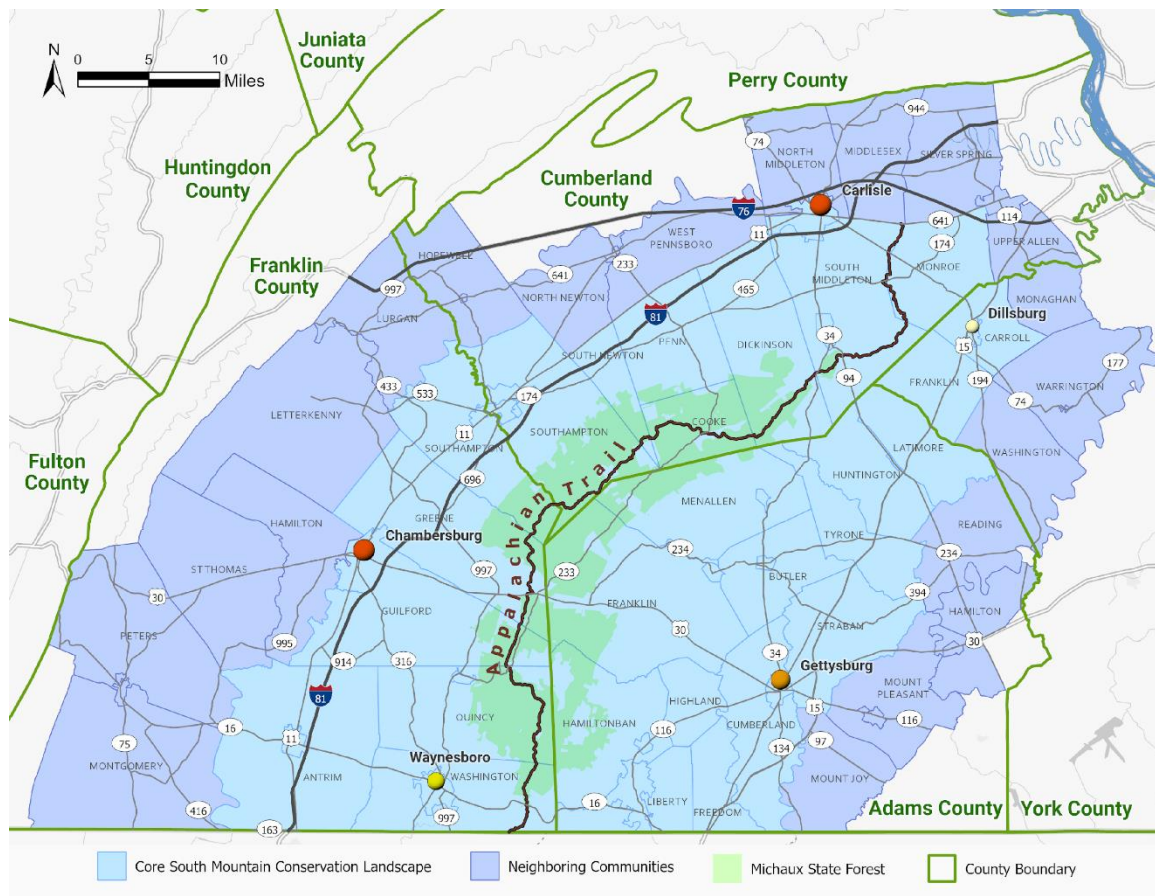 N
0 5 10
Miles
Juniata
County
Perry County
Huntingdon
County
Cumberland
County
Franklin
County
Fulton
County
Adams County
York County
944
74
NORTH
MIDDLETON
MIDDLESEX
SILVER SPRING
Carlisle
76
11
641
114
174
UPPER ALLEN
MONROE
WEST
PENNSBORO
HOPEWELL
233
641
465
SOUTH
MIDDLETON
997
NORTH NEWTON
LURGAN
81
MONAGHAN
Dillsburg
CARROLL
15
34
PENN
DICKINSON
SOUTH NEWTON
94
FRANKLIN
194
177
WARRINGTON
74
433
533
174
LETTERKENNY
11
SOUTHAMPTON
SOUTHAMPTON
COOKE
LATIMORE
WASHINGTON
HUNTINGTON
696
MENALLEN
Appalachian Trail
READING
HAMILTON
GREENE
Chambersburg
TYRONE
234
234
ST THOMAS
997
233
BUTLER
30
394
GUILFORD
FRANKLIN
HAMILTON
STRABAN
PETERS
30
30
995
34
914
316
Gettysburg
81
MOUNT
PLEASANT
HIGHLAND
15
QUINCY
HAMILTONBAN
CUMBERLAND
116
16
116
11
134
97
75
Waynesboro
MONTGOMERY
ANTRIM
WASHINGTON
MOUNT JOY
16
LIBERTY
FREEDOM
416
997
163
Core South Mountain Conservation Landscape
Neighboring Communities
Michaux State Forest
County Boundary